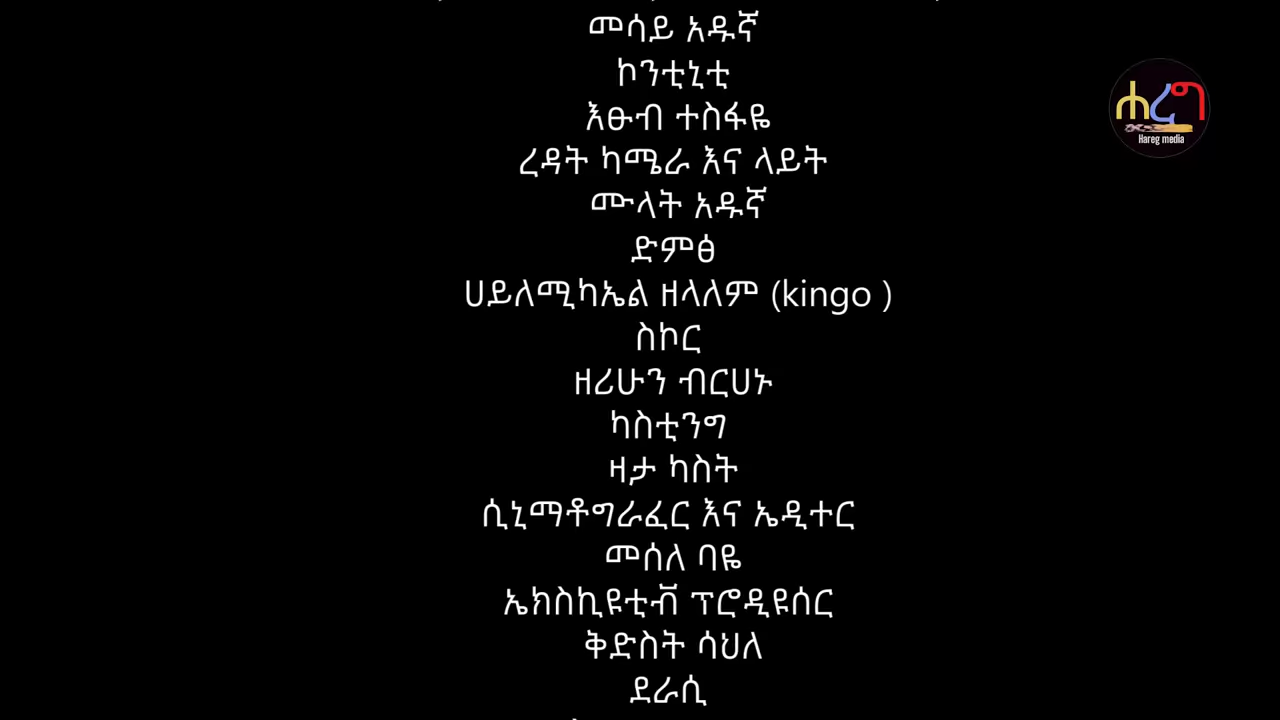 መሳይ አዱኛ
ኮንቲኒቲ
እፁብ ተስፋዬ
ረዳት ካሜራ እና ላይት
ሙላት አዱኛ
ድምፅ
ሀይለሚካኤል ዘላለም (kingo )
ስኮር
ዘሪሁን ብርሀኑ
ካስቲንግ
ዛታ ካስት
ሲኒማቶግራፈር እና ኤዲተር
መሰለ ባዬ
ኤክስኪዩቲቭ ፕሮዲዩሰር
ቅድስት ሳህለ
ደራሲ
ሐረግ
Hareg media